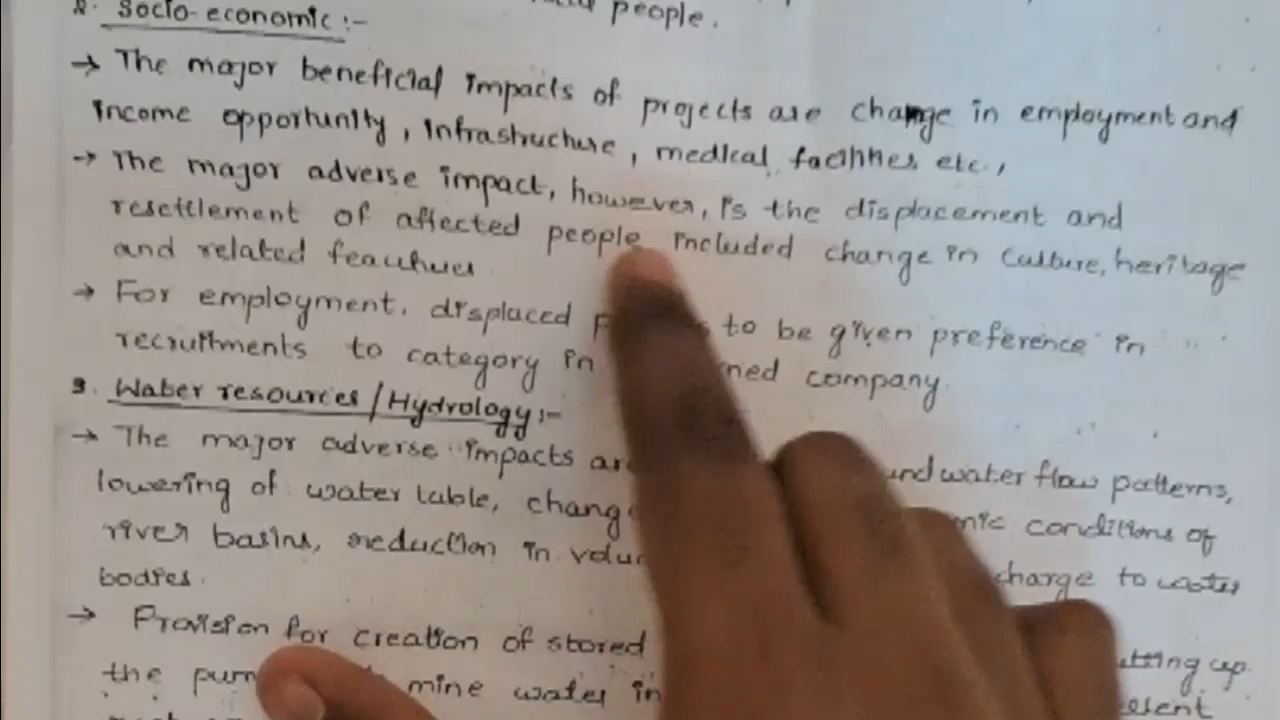 people.
2. Socio-economic :-
→ The major beneficial impacts of projects are change in employment and
income opportunity, infrastructure, medical facilities etc.,
→ The major adverse impact, however, is the displacement and
resettlement of affected people included change in culture, heritage
and related features.
→ For employment, displaced to be given preference in
recruitments to category in company.
3. Water resources / Hydrology :-
→ The major adverse impacts are water flow patterns,
lowering of water table, conditions of
river basins, reduction in to water
bodies.
→ Provision for creation of stored up
the mine water in